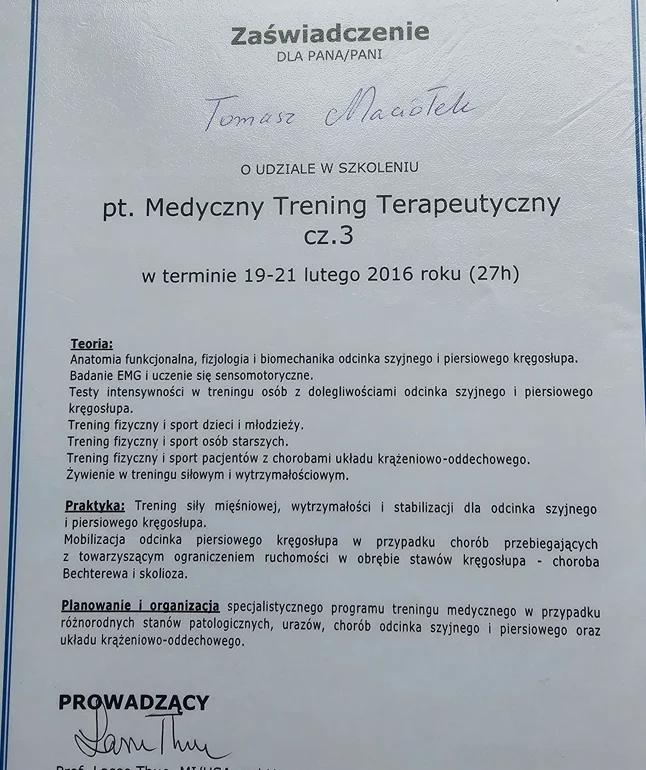 Zaświadczenie
DLA PANA/PANI
Tomasz Maciołek
O UDZIALE W SZKOLENIU
pt. Medyczny Trening Terapeutyczny
cz.3
w terminie 19-21 lutego 2016 roku (27h)
Teoria:
Anatomia funkcjonalna, fizjologia i biomechanika odcinka szyjnego i piersiowego kręgosłupa.
Badanie EMG i uczenie się sensomotoryczne.
Testy intensywności w treningu osób z dolegliwościami odcinka szyjnego i piersiowego
kręgosłupa.
Trening fizyczny i sport dzieci i młodzieży.
Trening fizyczny i sport osób starszych.
Trening fizyczny i sport pacjentów z chorobami układu krążeniowo-oddechowego.
Żywienie w treningu siłowym i wytrzymałościowym.
Praktyka: Trening siły mięśniowej, wytrzymałości i stabilizacji dla odcinka szyjnego
i piersiowego kręgosłupa.
Mobilizacja odcinka piersiowego kręgosłupa w przypadku chorób przebiegających
z towarzyszącym ograniczeniem ruchomości w obrębie stawów kręgosłupa - choroba
Bechterewa i skolioza.
Planowanie i organizacja specjalistycznego programu treningu medycznego w przypadku
różnorodnych stanów patologicznych, urazów, chorób odcinka szyjnego i piersiowego oraz
układu krążeniowo-oddechowego.
PROWADZĄCY